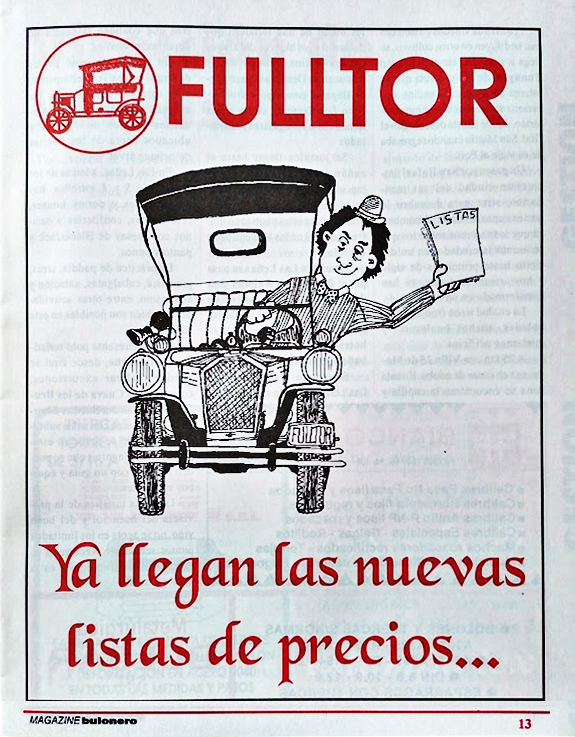 FULLTOR
LISTAS
FULLTOR
Ya llegan las nuevas
listas de precios...
MAGAZINE bulonero
13